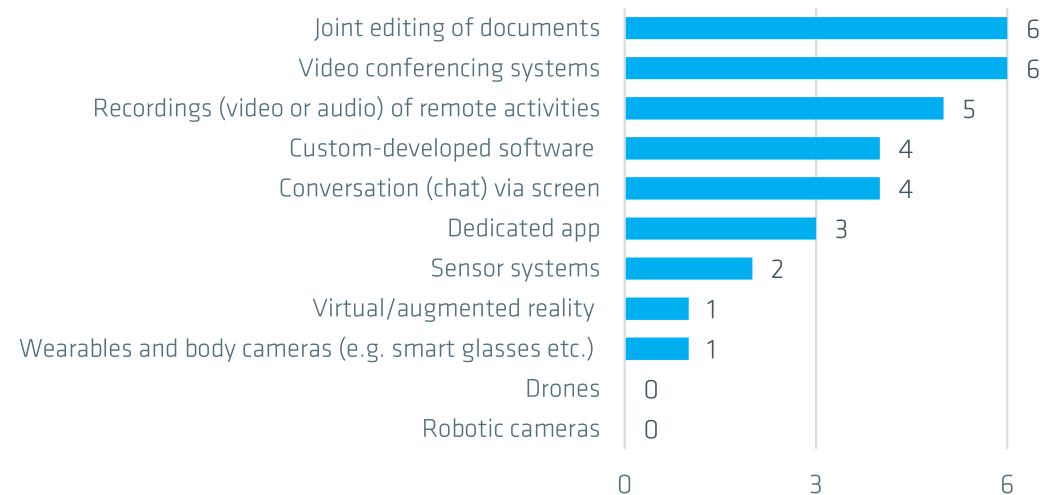 Joint editing of documents 6
Video conferencing systems 6
Recordings (video or audio) of remote activities 5
Custom-developed software 4
Conversation (chat) via screen 4
Dedicated app 3
Sensor systems 2
Virtual/augmented reality 1
Wearables and body cameras (e.g. smart glasses etc.) 1
Drones 0
Robotic cameras 0
0 3 6